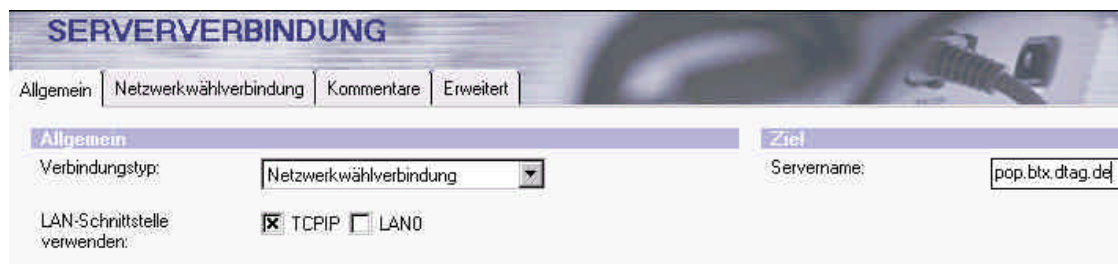 SERVERVERBINDUNG
Allgemein Netzwerkwählverbindung Kommentare Erweitert
Allgemein
Verbindungstyp: Netzwerkwählverbindung
LAN-Schnittstelle verwenden: TCPIP LAN0
Ziel
Servername: pop.btx.dtag.de